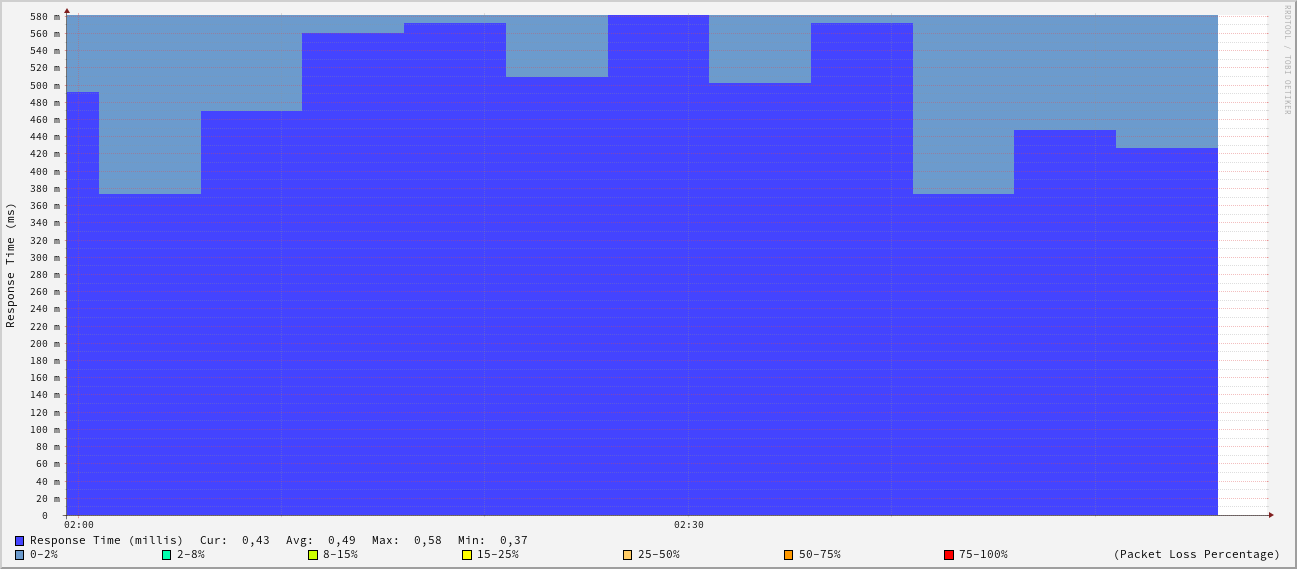 RRDTOOL / TOBI OETIKER
Response Time (ms)
580 m
560 m
540 m
520 m
500 m
480 m
460 m
440 m
420 m
400 m
380 m
360 m
340 m
320 m
300 m
280 m
260 m
240 m
220 m
200 m
180 m
160 m
140 m
120 m
100 m
80 m
60 m
40 m
20 m
0
02:00 02:30
Response Time (millis) Cur: 0,43 Avg: 0,49 Max: 0,58 Min: 0,37
0-2% 2-8% 8-15% 15-25% 25-50% 50-75% 75-100% (Packet Loss Percentage)